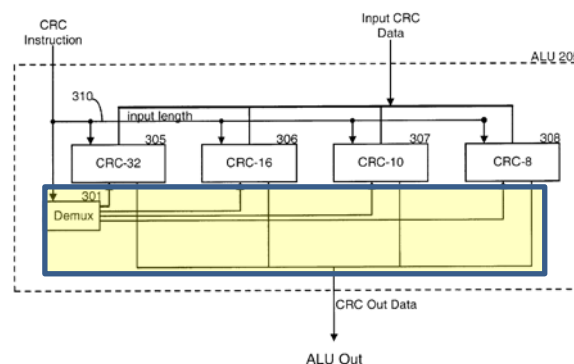 CRC
Instruction
Input CRC
Data
ALU 20
310
input length
305
306
307
308
CRC-32
CRC-16
CRC-10
CRC-8
301
Demux
CRC Out Data
ALU Out